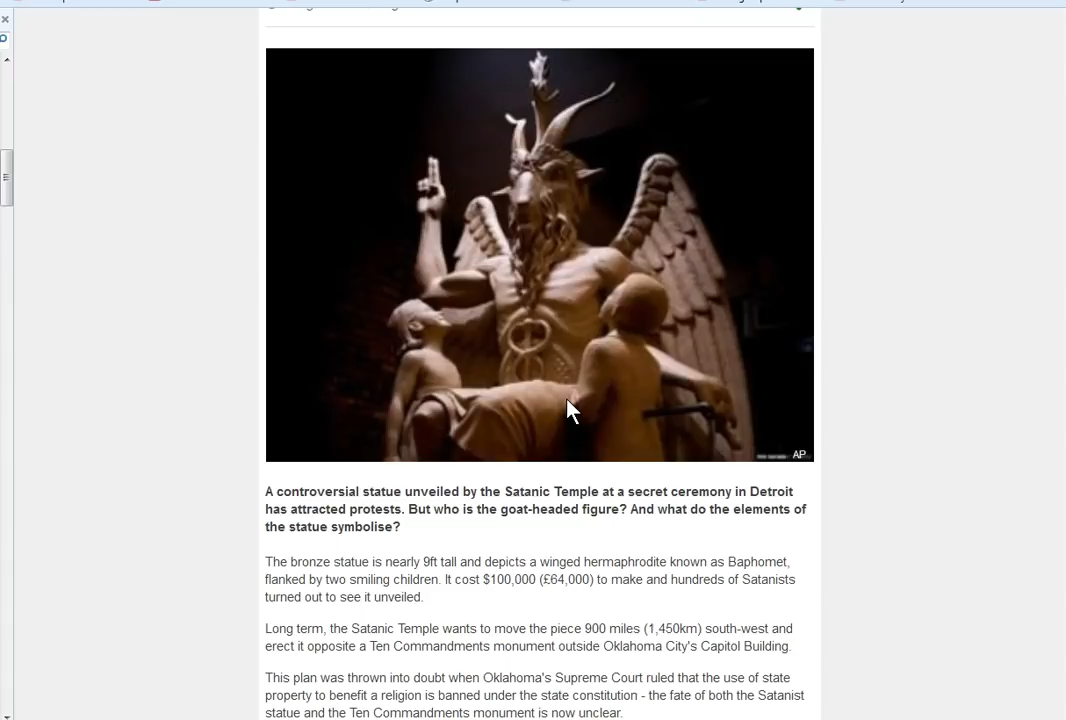 AP
A controversial statue unveiled by the Satanic Temple at a secret ceremony in Detroit
has attracted protests. But who is the goat-headed figure? And what do the elements of
the statue symbolise?
The bronze statue is nearly 9ft tall and depicts a winged hermaphrodite known as Baphomet,
flanked by two smiling children. It cost $100,000 (£64,000) to make and hundreds of Satanists
turned out to see it unveiled.
Long term, the Satanic Temple wants to move the piece 900 miles (1,450km) south-west and
erect it opposite a Ten Commandments monument outside Oklahoma City's Capitol Building.
This plan was thrown into doubt when Oklahoma's Supreme Court ruled that the use of state
property to benefit a religion is banned under the state constitution - the fate of both the Satanist
statue and the Ten Commandments monument is now unclear.